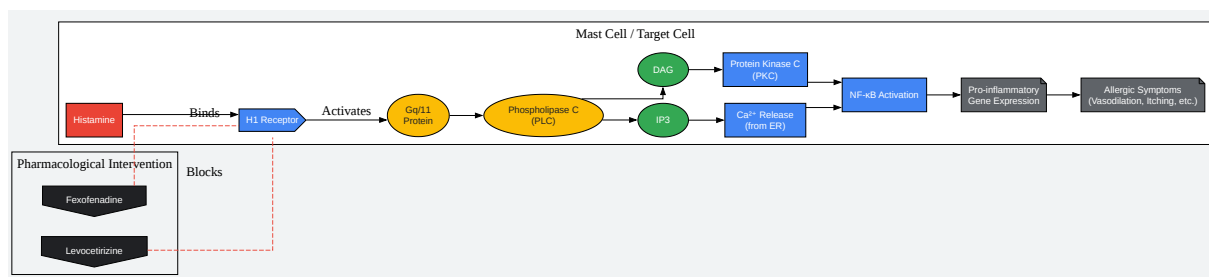 Mast Cell / Target Cell
Histamine
Binds
H1 Receptor
Activates
Gq/11
Protein
Phospholipase C
(PLC)
DAG
IP3
Protein Kinase C
(PKC)
Ca²⁺ Release
(from ER)
NF-κB Activation
Pro-inflammatory
Gene Expression
Allergic Symptoms
(Vasodilation, Itching, etc.)
Pharmacological Intervention
Blocks
Fexofenadine
Levocetirizine